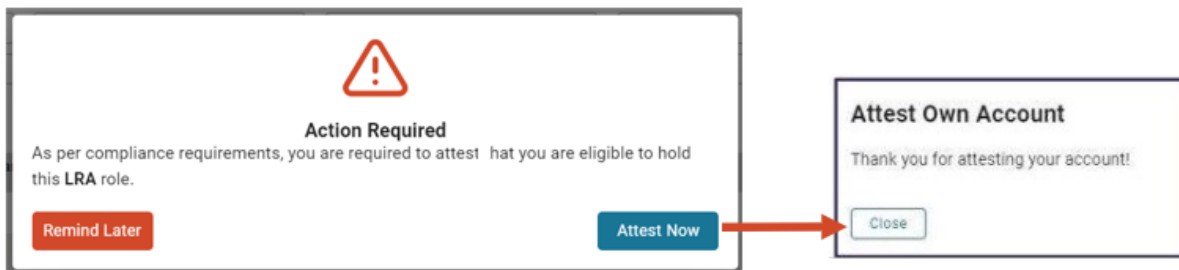 Action Required
As per compliance requirements, you are required to attest hat you are eligible to hold
this LRA role.
Remind Later
Attest Now
Attest Own Account
Thank you for attesting your account!
Close